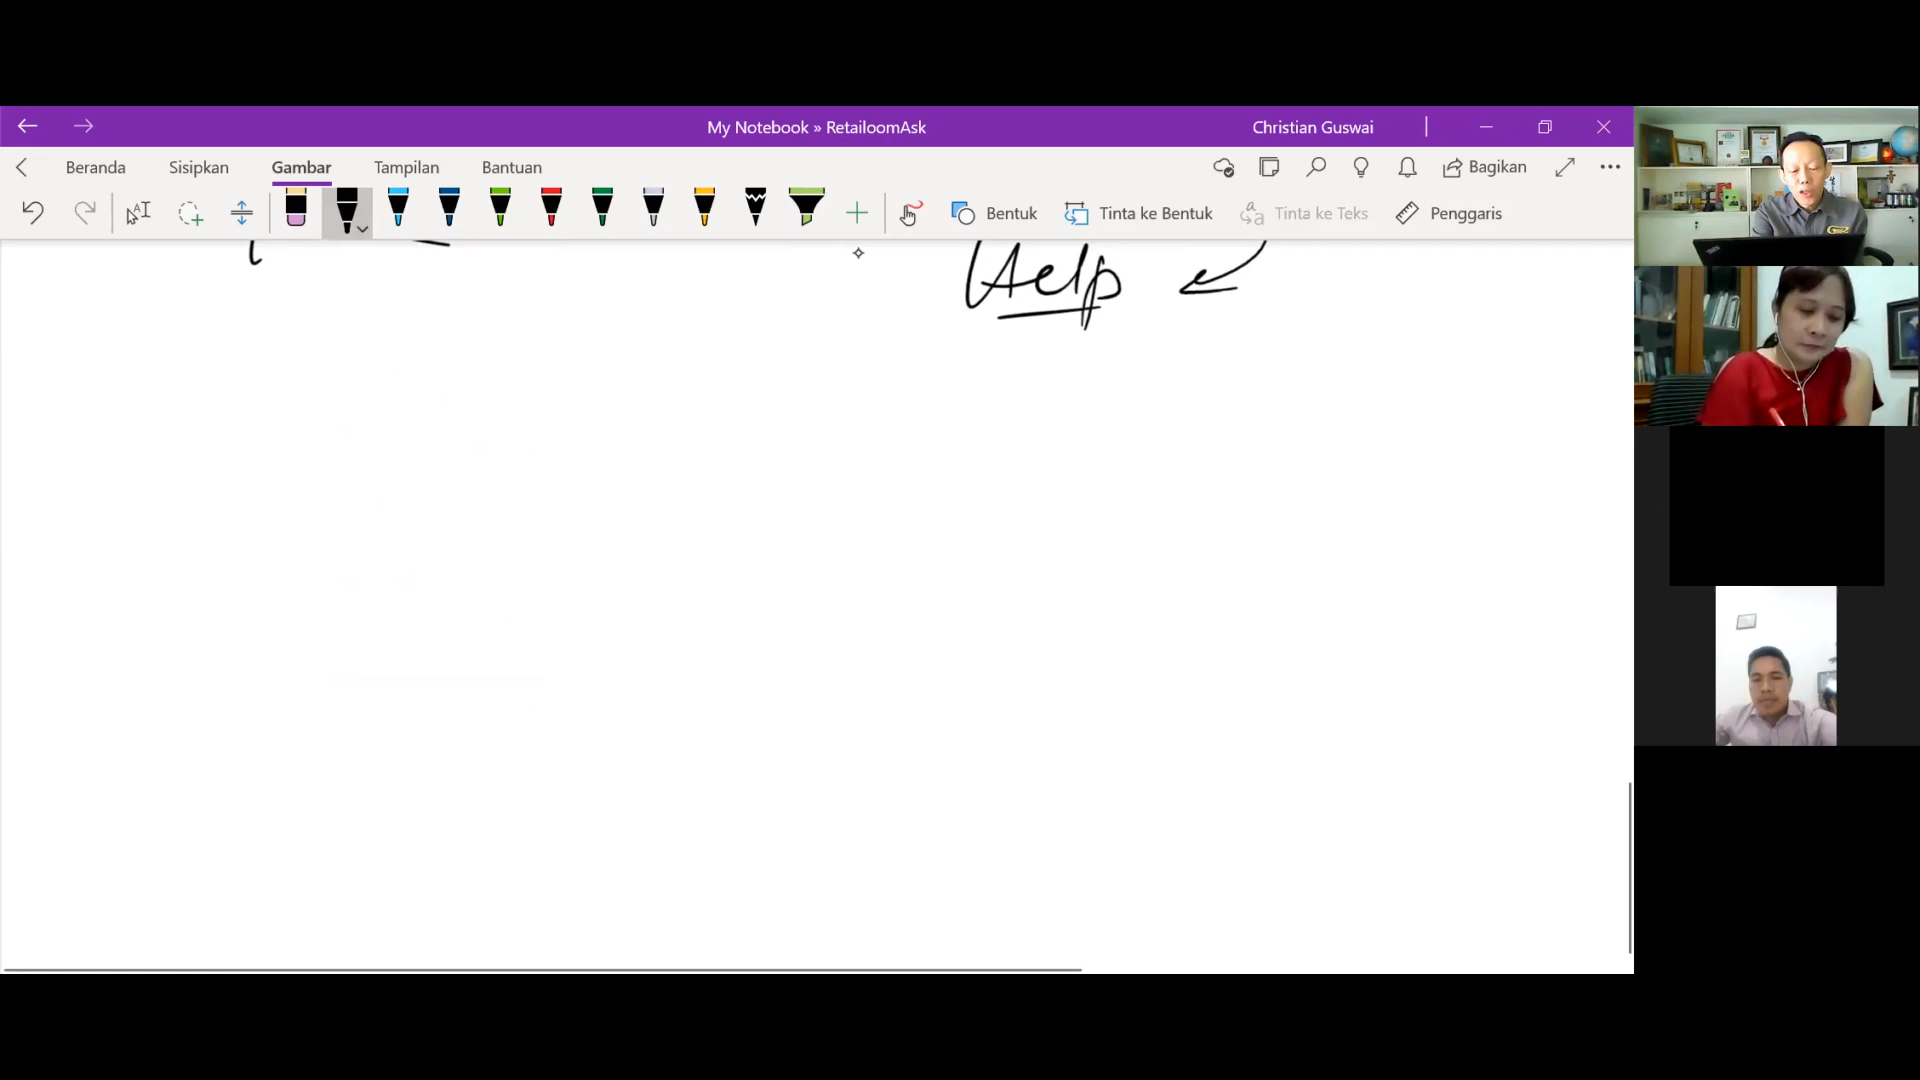 My Notebook » RetailoomAsk
Christian Guswai
Beranda Sisipkan Gambar Tampilan Bantuan
Bagikan
Bentuk Tinta ke Bentuk Tinta ke Teks Penggaris
Help